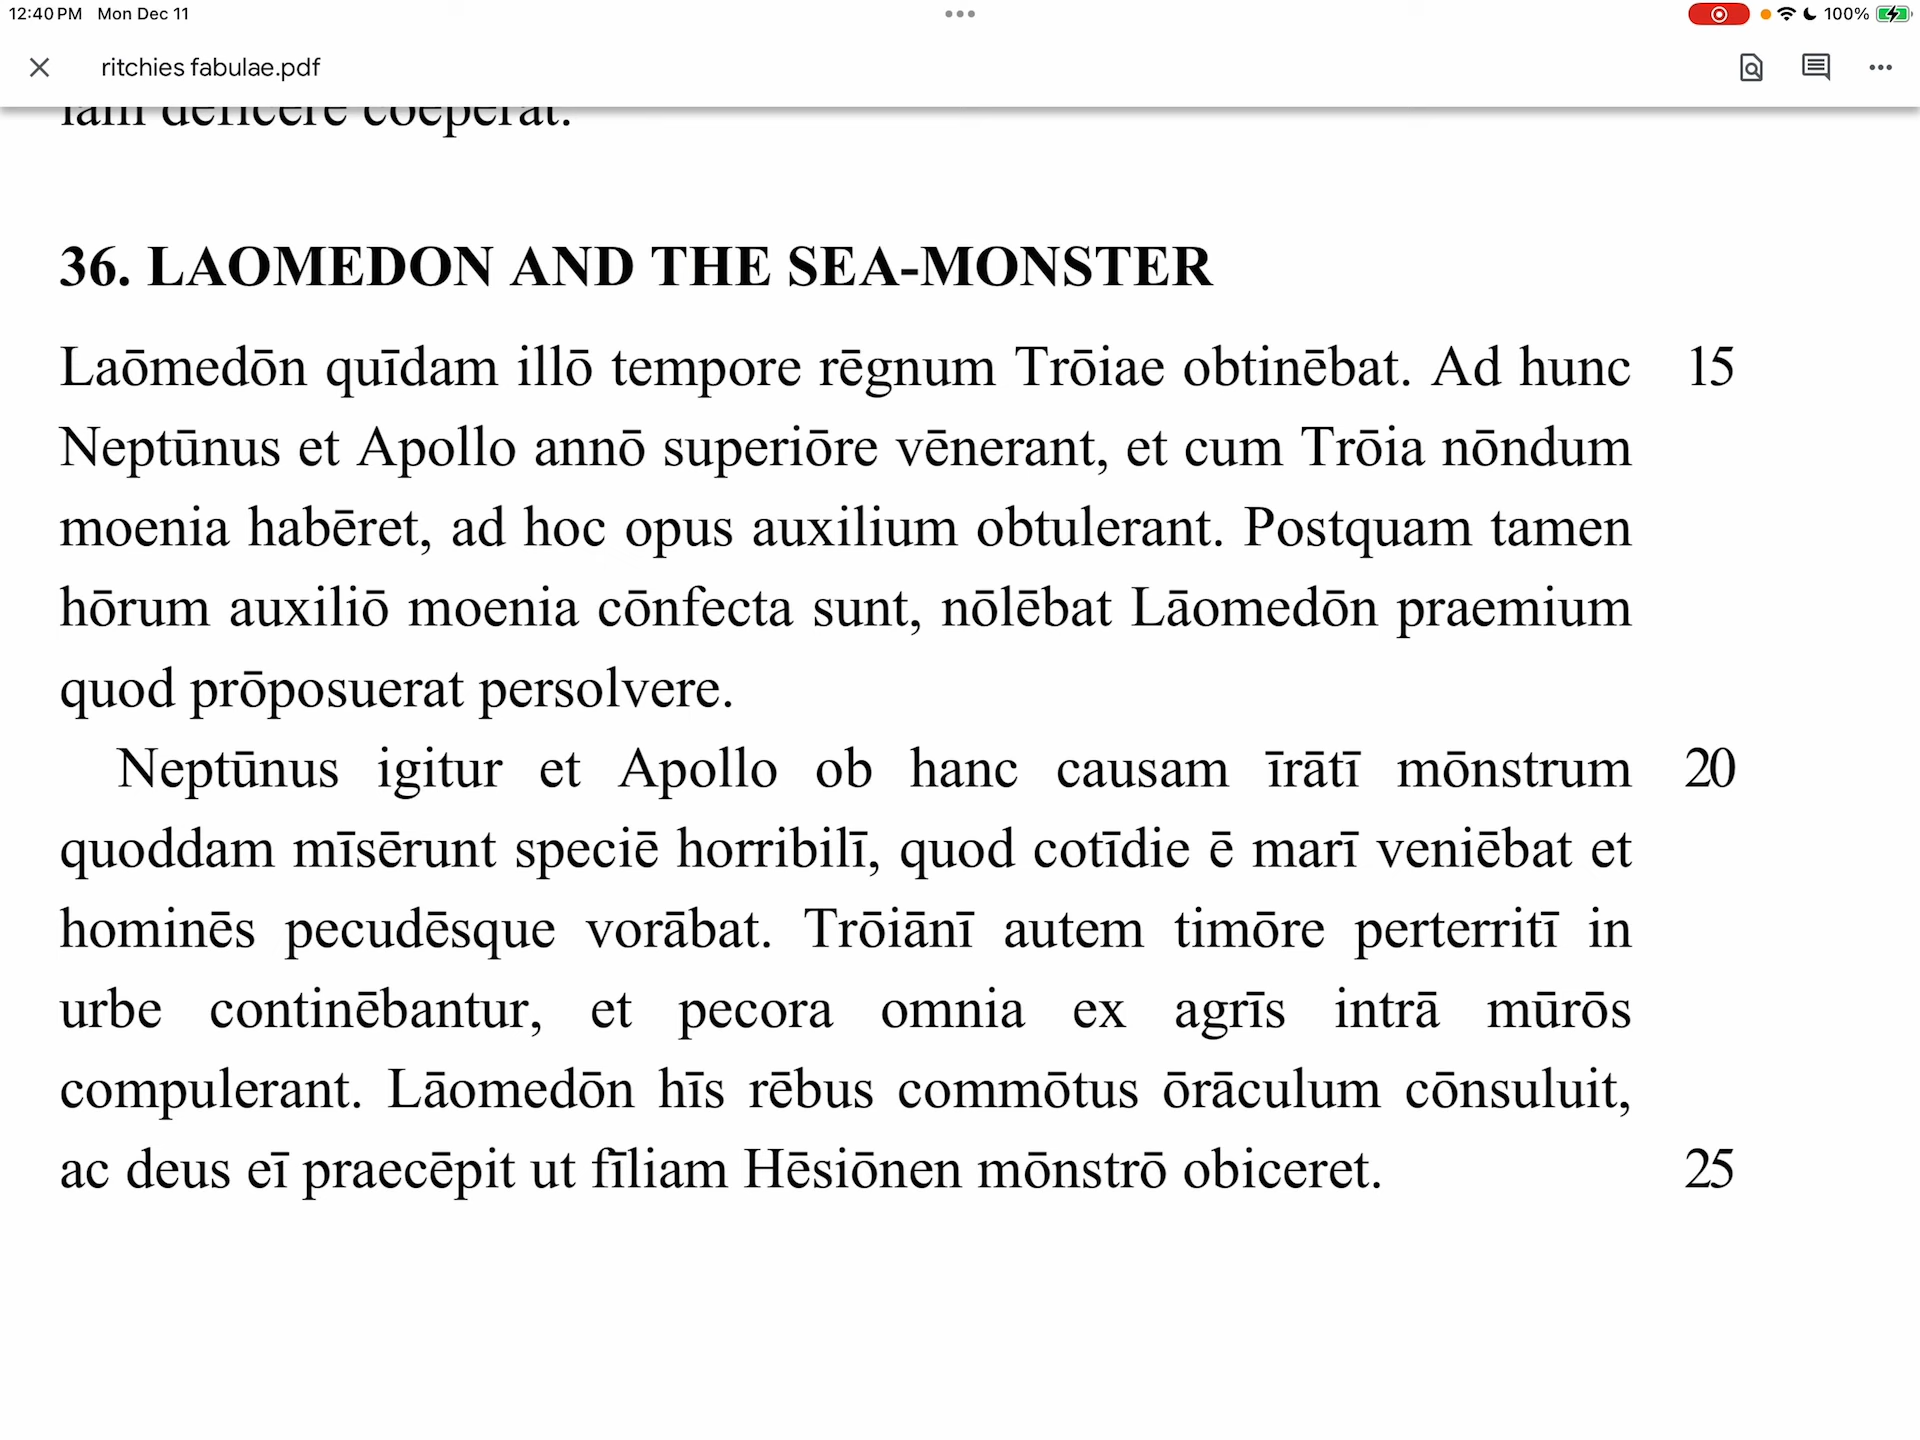 12:40 PM Mon Dec 11
100%
ritchies fabulae.pdf
iam deficere coeperat.
36. LAOMEDON AND THE SEA-MONSTER
Laōmedōn quīdam illō tempore rēgnum Trōiae obtinēbat. Ad hunc 15
Neptūnus et Apollo annō superiōre vēnerant, et cum Trōia nōndum
moenia habēret, ad hoc opus auxilium obtulerant. Postquam tamen
hōrum auxiliō moenia cōnfecta sunt, nōlēbat Lāomedōn praemium
quod prōposuerat persolvere.
Neptūnus igitur et Apollo ob hanc causam īrātī mōnstrum 20
quoddam mīsērunt speciē horribilī, quod cotīdie ē marī veniēbat et
hominēs pecudēsque vorābat. Trōiānī autem timōre perterritī in
urbe continēbantur, et pecora omnia ex agrīs intrā mūrōs
compulerant. Lāomedōn hīs rēbus commōtus ōrāculum cōnsuluit,
ac deus eī praecēpit ut fīliam Hēsiōnen mōnstrō obiceret. 25